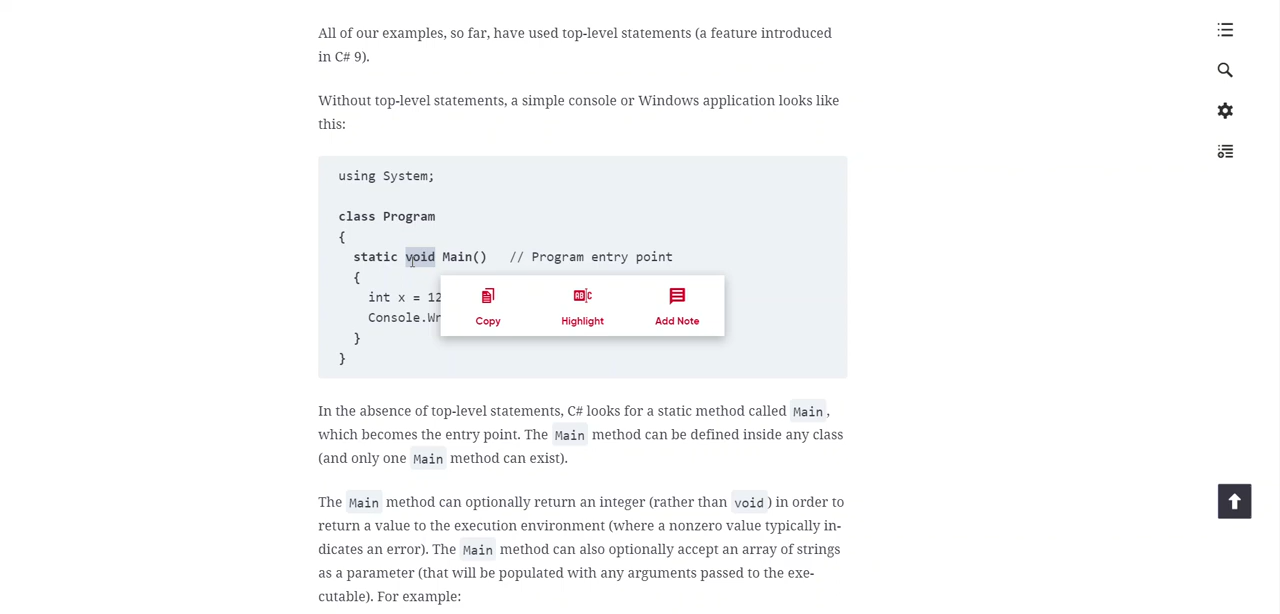 All of our examples, so far, have used top-level statements (a feature introduced
in C# 9).
Without top-level statements, a simple console or Windows application looks like
this:
using System;
class Program
{
static void Main()   // Program entry point
{
int x = 12
Console.Wr
}
}
Copy
Highlight
Add Note
In the absence of top-level statements, C# looks for a static method called Main,
which becomes the entry point. The Main method can be defined inside any class
(and only one Main method can exist).
The Main method can optionally return an integer (rather than void) in order to
return a value to the execution environment (where a nonzero value typically in-
dicates an error). The Main method can also optionally accept an array of strings
as a parameter (that will be populated with any arguments passed to the exe-
cutable). For example: